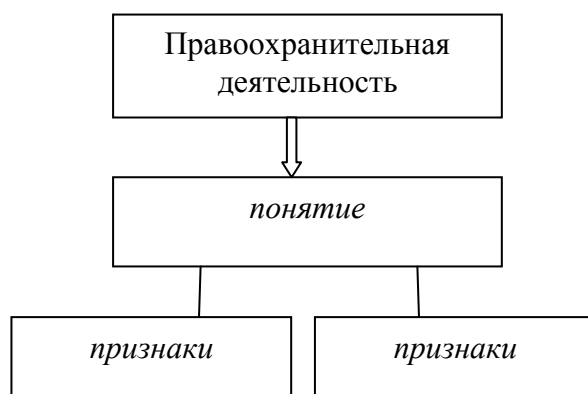 Правоохранительная
деятельность
понятие
признаки
признаки